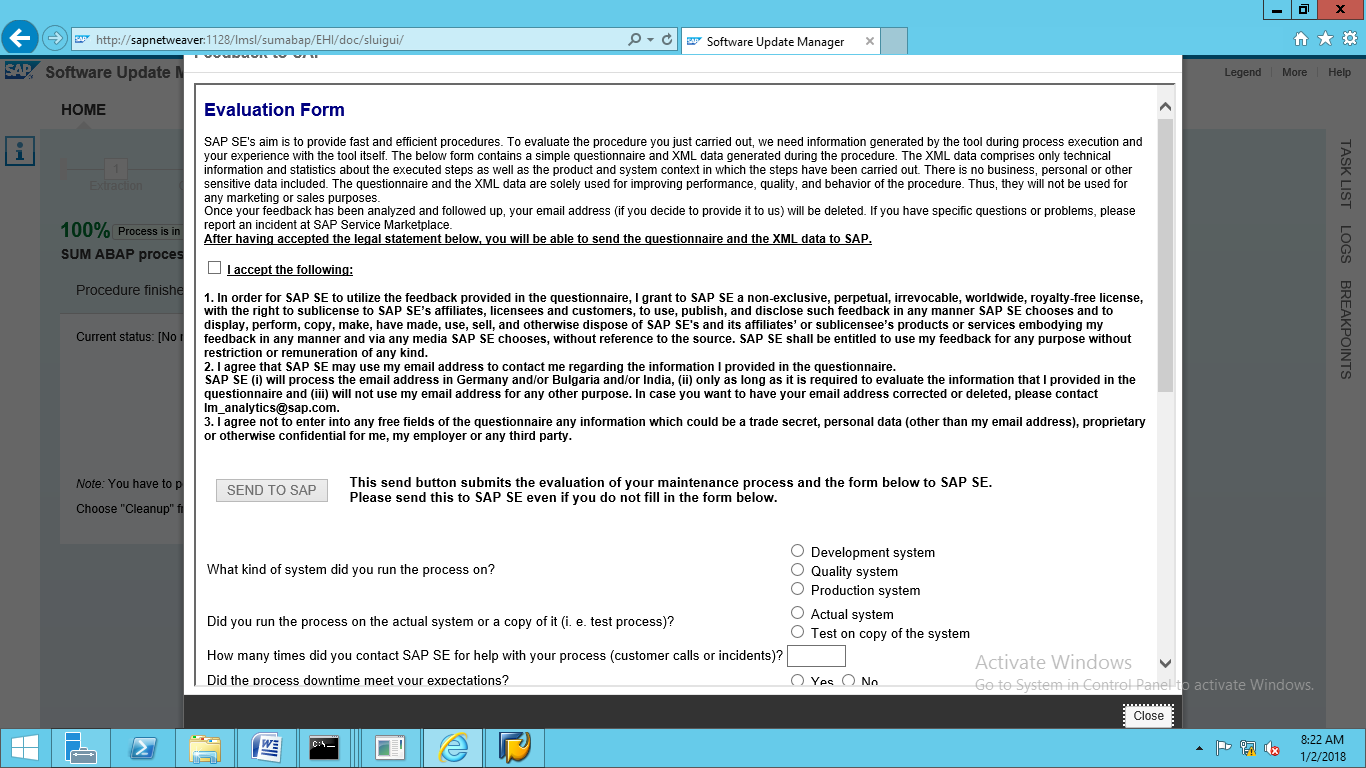 http://sapnetweaver:1128/lmsl/sumabap/EHI/doc/sluigui/
Software Update Manager
SAP
Software Update M
Legend
More
Help
HOME
1
Extraction
100%
Process is in
SUM ABAP proces
Procedure finishe
Current status: [No
Note: You have to p
Choose "Cleanup" f
TASK LIST
LOGS
BREAKPOINTS
Evaluation Form
SAP SE's aim is to provide fast and efficient procedures. To evaluate the procedure you just carried out, we need information generated by the tool during process execution and
your experience with the tool itself. The below form contains a simple questionnaire and XML data generated during the procedure. The XML data comprises only technical
information and statistics about the executed steps as well as the product and system context in which the steps have been carried out. There is no business, personal or other
sensitive data included. The questionnaire and the XML data are solely used for improving performance, quality, and behavior of the procedure. Thus, they will not be used for
any marketing or sales purposes.
Once your feedback has been analyzed and followed up, your email address (if you decide to provide it to us) will be deleted. If you have specific questions or problems, please
report an incident at SAP Service Marketplace.
After having accepted the legal statement below, you will be able to send the questionnaire and the XML data to SAP.
I accept the following:
1. In order for SAP SE to utilize the feedback provided in the questionnaire, I grant to SAP SE a non-exclusive, perpetual, irrevocable, worldwide, royalty-free license,
with the right to sublicense to SAP SE's affiliates, licensees and customers, to use, publish, and disclose such feedback in any manner SAP SE chooses and to
display, perform, copy, make, have made, use, sell, and otherwise dispose of SAP SE's and its affiliates' or sublicensee's products or services embodying my
feedback in any manner and via any media SAP SE chooses, without reference to the source. SAP SE shall be entitled to use my feedback for any purpose without
restriction or remuneration of any kind.
2. I agree that SAP SE may use my email address to contact me regarding the information I provided in the questionnaire.
SAP SE (i) will process the email address in Germany and/or Bulgaria and/or India, (ii) only as long as it is required to evaluate the information that I provided in the
questionnaire and (iii) will not use my email address for any other purpose. In case you want to have your email address corrected or deleted, please contact
lm_analytics@sap.com.
3. I agree not to enter into any free fields of the questionnaire any information which could be a trade secret, personal data (other than my email address), proprietary
or otherwise confidential for me, my employer or any third party.
SEND TO SAP
This send button submits the evaluation of your maintenance process and the form below to SAP SE.
Please send this to SAP SE even if you do not fill in the form below.
What kind of system did you run the process on?
Development system
Quality system
Production system
Did you run the process on the actual system or a copy of it (i. e. test process)?
Actual system
Test on copy of the system
How many times did you contact SAP SE for help with your process (customer calls or incidents)?
Did the process downtime meet your expectations?
Yes
No
Activate Windows
Go to System in Control Panel to activate Windows.
Close
8:22 AM
1/2/2018